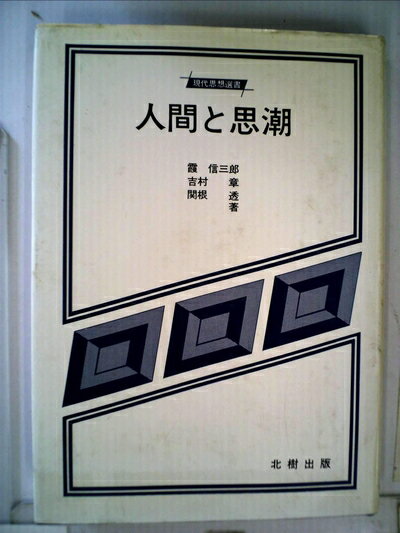 現代思想選書
人間と思潮
霞 信三郎
吉村 章
関根 透
著
北樹出版